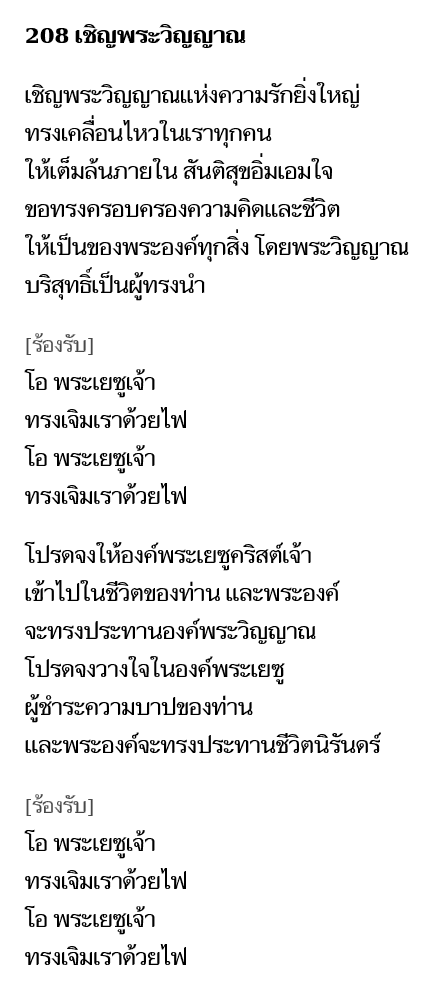 208 เชิญพระวิญญาณ
เชิญพระวิญญาณแห่งความรักยิ่งใหญ่
ทรงเคลื่อนไหวในเราทุกคน
ให้เต็มล้นภายใน สันติสุขอิ่มเอมใจ
ขอทรงครอบครองความคิดและชีวิต
ให้เป็นของพระองค์ทุกสิ่ง โดยพระวิญญาณ
บริสุทธิ์เป็นผู้ทรงนำ
[ร้องรับ]
โอ พระเยซูเจ้า
ทรงเจิมเราด้วยไฟ
โอ พระเยซูเจ้า
ทรงเจิมเราด้วยไฟ
โปรดจงให้องค์พระเยซูคริสต์เจ้า
เข้าไปในชีวิตของท่าน และพระองค์
จะทรงประทานองค์พระวิญญาณ
โปรดจงวางใจในองค์พระเยซู
ผู้ชำระความบาปของท่าน
และพระองค์จะทรงประทานชีวิตนิรันดร์
[ร้องรับ]
โอ พระเยซูเจ้า
ทรงเจิมเราด้วยไฟ
โอ พระเยซูเจ้า
ทรงเจิมเราด้วยไฟ